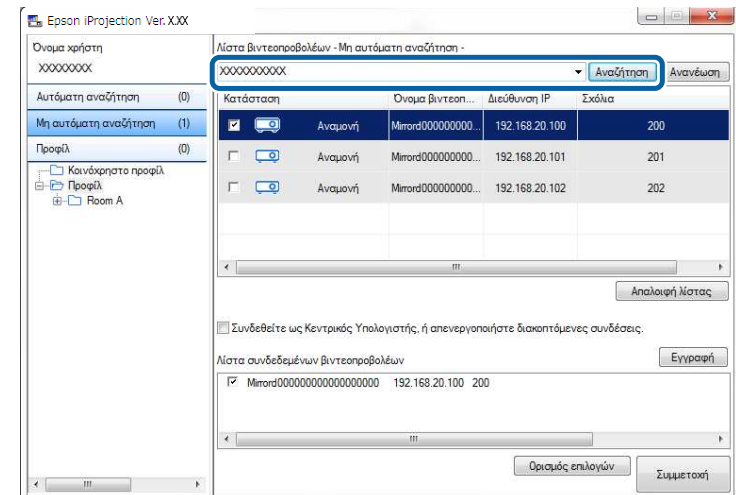 Epson iProjection Ver. X.XX
Όνομα χρήστη
XXXXXXXX
Αυτόματη αναζήτηση (0)
Μη αυτόματη αναζήτηση (1)
Προφίλ (0)
Κοινόχρηστο προφίλ
Προφίλ
Room A
Λίστα βιντεοπροβολέων - Μη αυτόματη αναζήτηση -
XXXXXXXXXX Αναζήτηση Ανανέωση
Κατάσταση Όνομα βιντεοπ... Διεύθυνση IP Σχόλια
Αναμονή Mirrord000000000... 192.168.20.100 200
Αναμονή Mirrord000000000... 192.168.20.101 201
Αναμονή Mirrord000000000... 192.168.20.102 202
Απαλοιφή λίστας
Συνδεθείτε ως Κεντρικός Υπολογιστής, ή απενεργοποιήστε διακοπτόμενες συνδέσεις.
Λίστα συνδεδεμένων βιντεοπροβολέων Εγγραφή
Mirrord000000000000000000 192.168.20.100 200
Ορισμός επιλογών Συμμετοχή